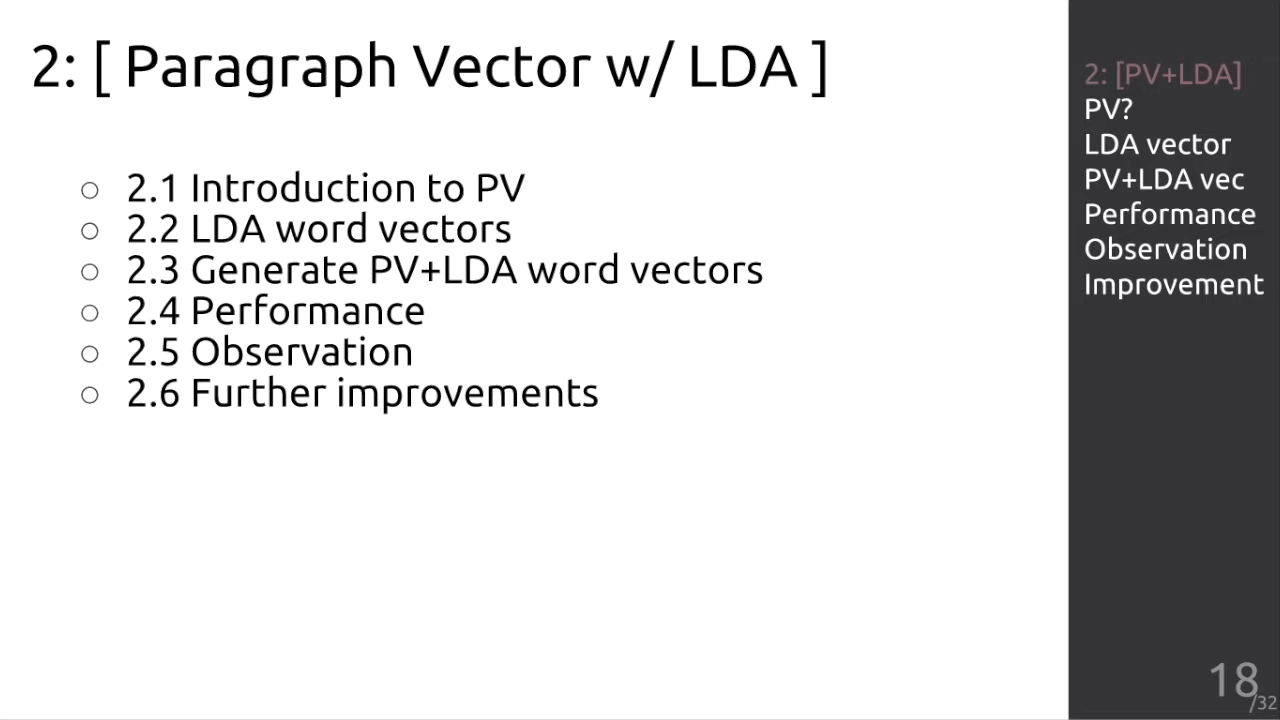 2: [ Paragraph Vector w/ LDA ]
○ 2.1 Introduction to PV
○ 2.2 LDA word vectors
○ 2.3 Generate PV+LDA word vectors
○ 2.4 Performance
○ 2.5 Observation
○ 2.6 Further improvements
2: [PV+LDA]
PV?
LDA vector
PV+LDA vec
Performance
Observation
Improvement
18/32